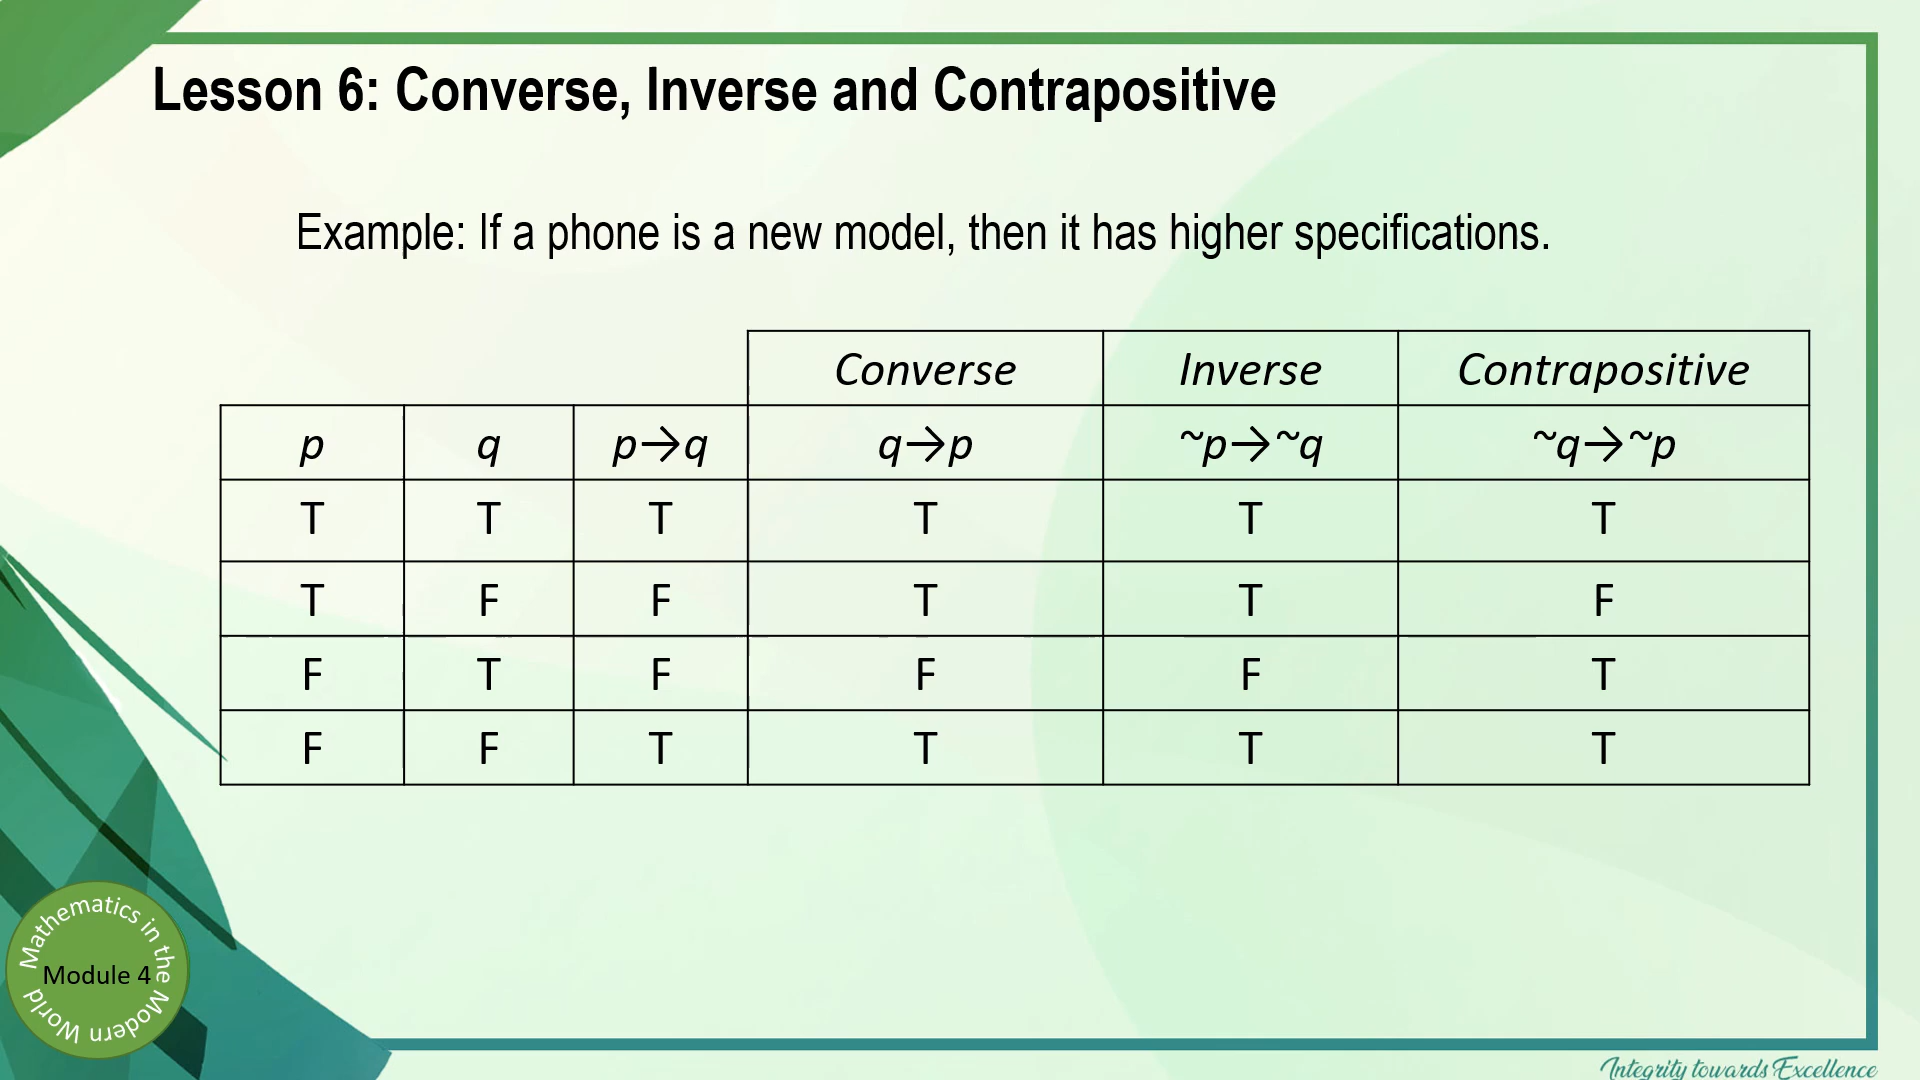 Lesson 6: Converse, Inverse and Contrapositive
Example: If a phone is a new model, then it has higher specifications.
Converse Inverse Contrapositive
p q p→q q→p ~p→~q ~q→~p
T T T T T T
T F F T T F
F T F F F T
F F T T T T
Mathematics in the Modern World
Module 4
Integrity towards Excellence